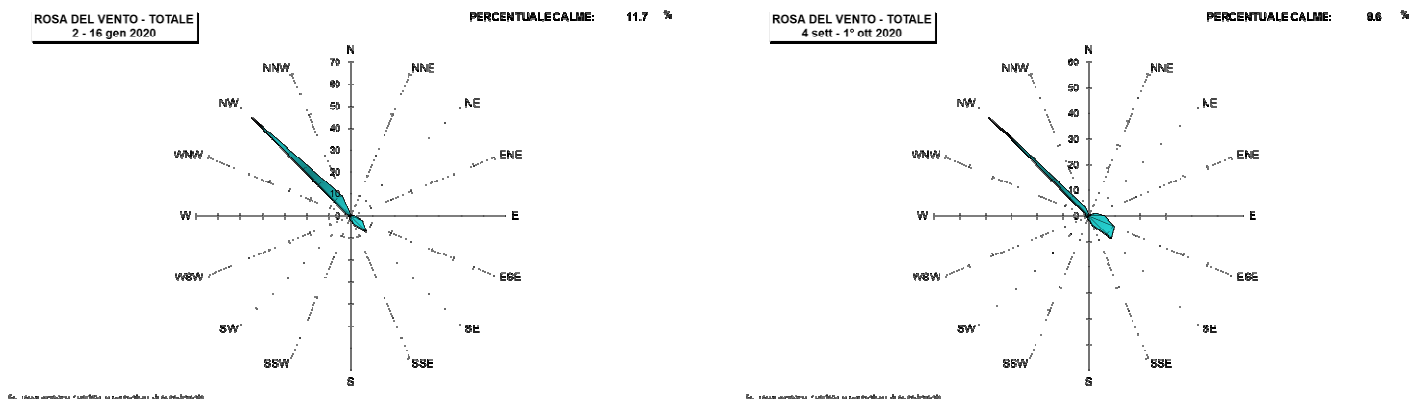 ROSA DEL VENTO - TOTALE
2 - 16 gen 2020
PERCENTUALE CALME: 11.7 %
N
NNE
NE
ENE
E
ESE
SE
SSE
S
SSW
SW
WSW
W
WNW
NW
NNW
70
60
50
40
30
20
10
0
ROSA DEL VENTO - TOTALE
4 sett - 1° ott 2020
PERCENTUALE CALME: 9.6 %
N
NNE
NE
ENE
E
ESE
SE
SSE
S
SSW
SW
WSW
W
WNW
NW
NNW
60
50
40
30
20
10
0